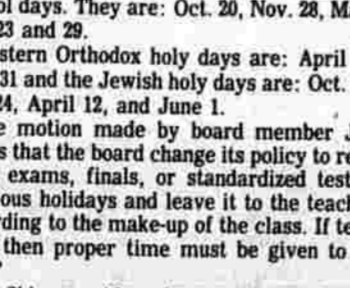 ol days. They are: Oct. 20, Nov. 28, M
23 and 29.
stern Orthodox holy days are: April
31 and the Jewish holy days are: Oct.
24, April 12, and June 1.
e motion made by board member J
s that the board change its policy to re
exams, finals, or standardized test
ous holidays and leave it to the teach
ding to the make-up of the class. If te
then proper time must be given to